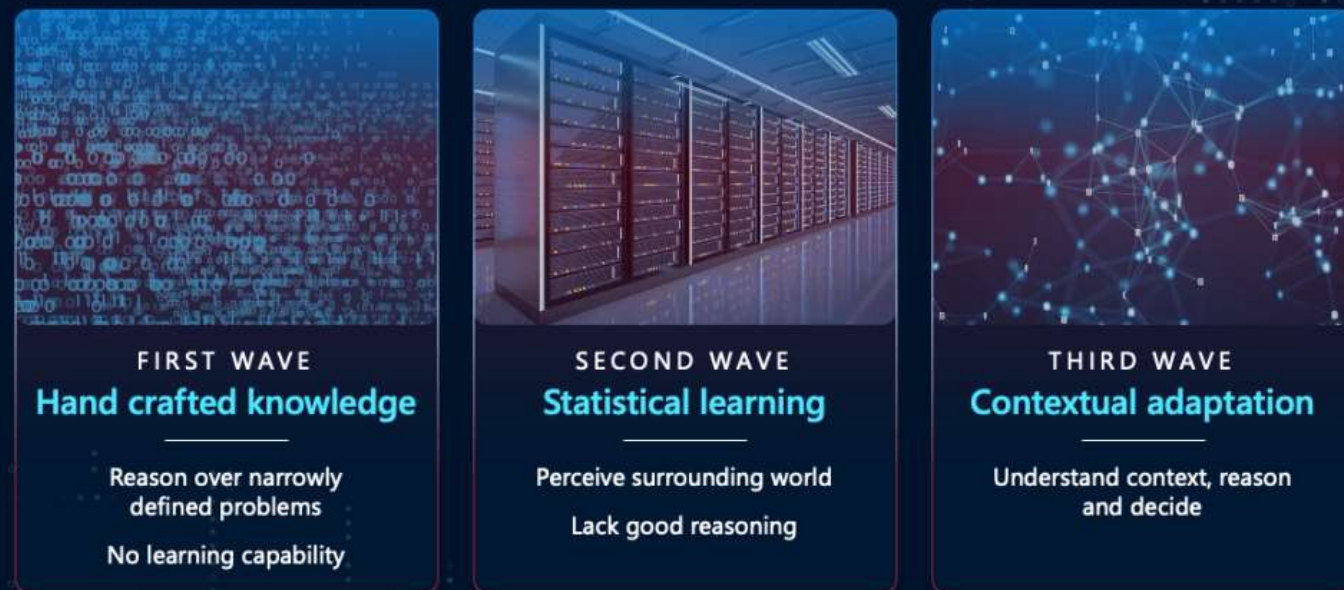 FIRST WAVE
Hand crafted knowledge
Reason over narrowly
defined problems
No learning capability
SECOND WAVE
Statistical learning
Perceive surrounding world
Lack good reasoning
THIRD WAVE
Contextual adaptation
Understand context, reason
and decide